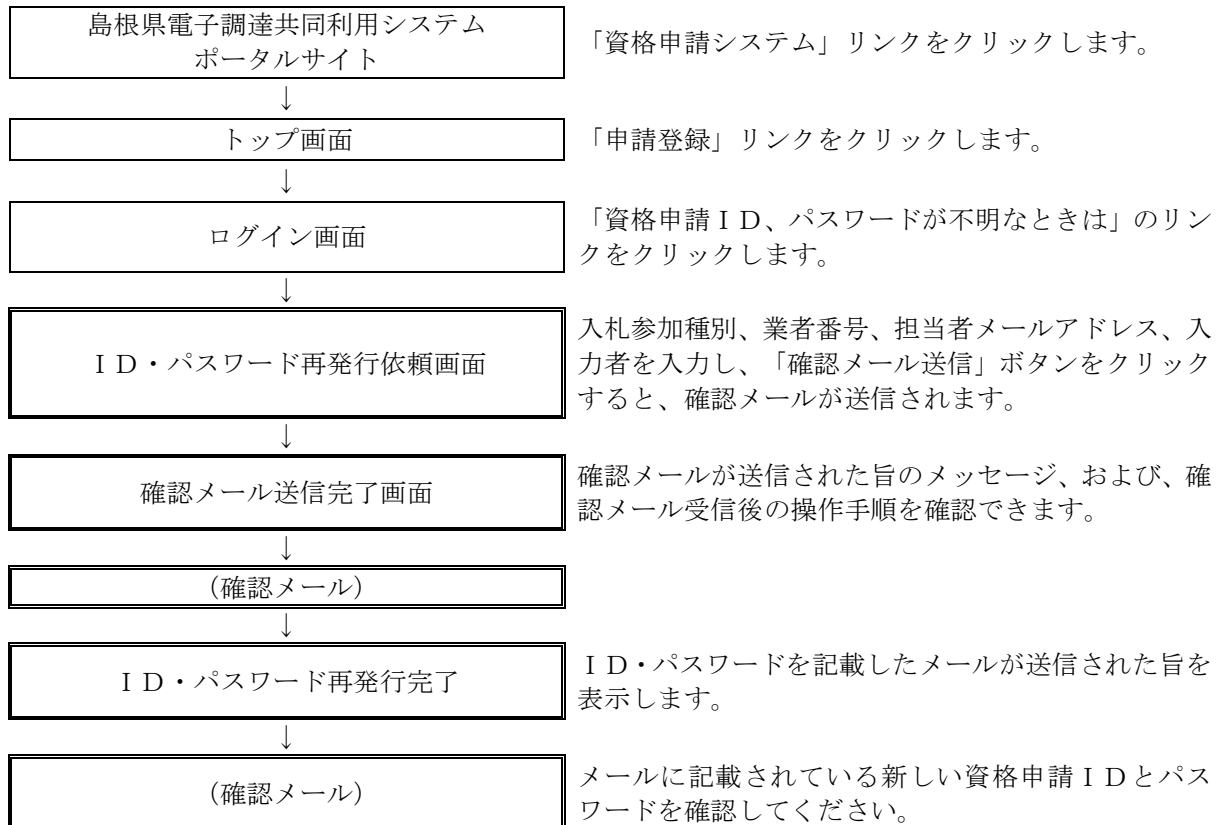 島根県電子調達共同利用システム
ポータルサイト
「資格申請システム」リンクをクリックします。
↓
トップ画面
「申請登録」リンクをクリックします。
↓
ログイン画面
「資格申請ＩＤ、パスワードが不明なときは」のリン
クをクリックします。
↓
ＩＤ・パスワード再発行依頼画面
入札参加種別、業者番号、担当者メールアドレス、入
力者を入力し、「確認メール送信」ボタンをクリック
すると、確認メールが送信されます。
↓
確認メール送信完了画面
確認メールが送信された旨のメッセージ、および、確
認メール受信後の操作手順を確認できます。
↓
（確認メール）
↓
ＩＤ・パスワード再発行完了
ＩＤ・パスワードを記載したメールが送信された旨を
表示します。
↓
（確認メール）
メールに記載されている新しい資格申請ＩＤとパス
ワードを確認してください。